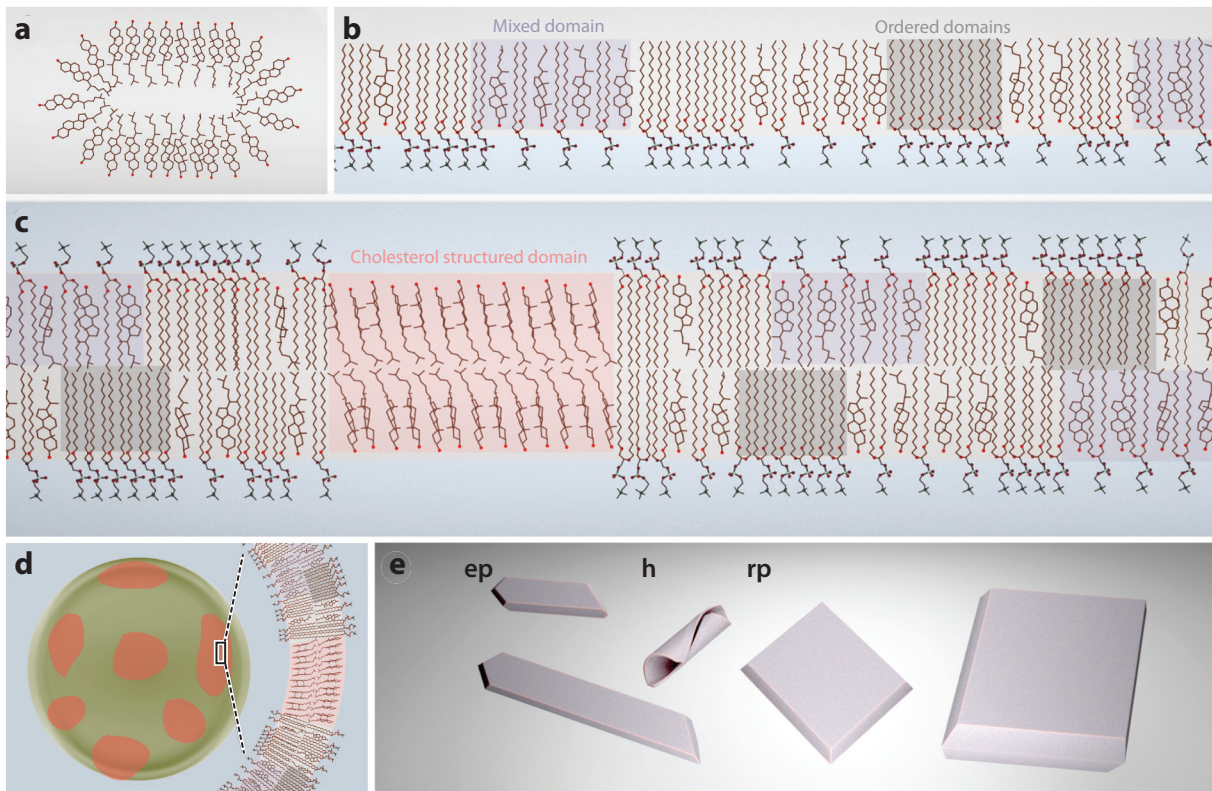 a
b
Mixed domain
Ordered domains
c
Cholesterol structured domain
d
e
ep
h
rp